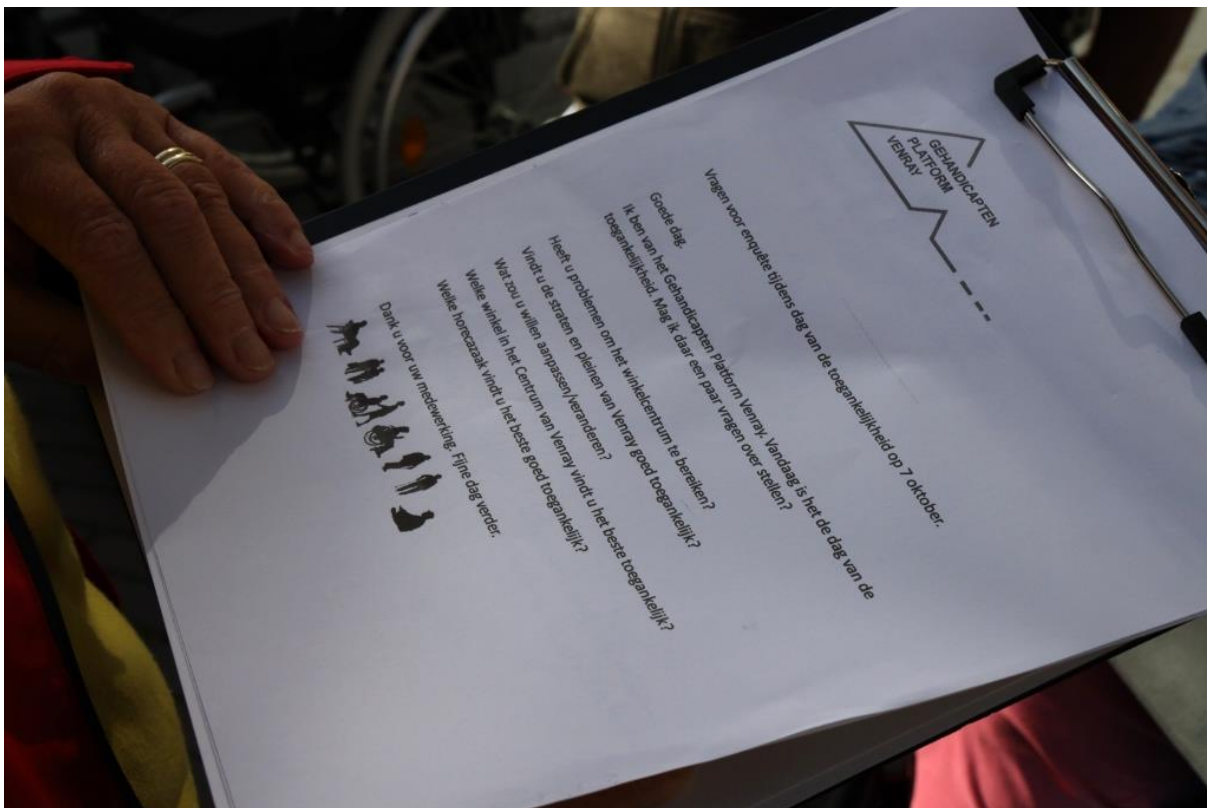 GEHANDICAPTEN
PLATFORM
VENRAY
Vragen voor enquête tijdens dag van de toegankelijkheid op 7 oktober.
Goede dag.
Ik ben van het Gehandicapten Platform Venray. Vandaag is het de dag van de
toegankelijkheid. Mag ik daar een paar vragen over stellen?
Heeft u problemen om het winkelcentrum te bereiken?
Vindt u de straten en pleinen van Venray goed toegankelijk?
Wat zou u willen aanpassen/veranderen?
Welke winkel in het Centrum van Venray vindt u het beste toegankelijk?
Welke horecazaak vindt u het beste goed toegankelijk?
Dank u voor uw medewerking. Fijne dag verder.